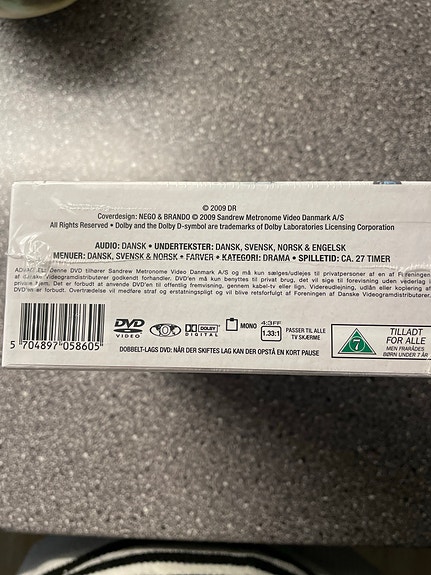 © 2009 DR
Coverdesign: NEGO & BRANDO © 2009 Sandrew Metronome Video Danmark A/S
All Rights Reserved • Dolby and the Dolby D-symbol are trademarks of Dolby Laboratories Licensing Corporation
AUDIO: DANSK • UNDERTEKSTER: DANSK, SVENSK, NORSK & ENGELSK
MENUER: DANSK, SVENSK & NORSK • FARVER • KATEGORI: DRAMA • SPILLETID: CA. 27 TIMER
ADVARSEL: Denne DVD tilhører Sandrew Metronome Video Danmark A/S og må kun sælges/udlejes til privatpersoner af en af Foreningen
af danske Videogramdistributører godkendt forhandler. DVD'en må kun benyttes i privat brug, det vil sige til forevisning uden vederlag i
private hjem. Det er forbudt at anvende DVD'en til offentlig fremvisning, gennem kabel-tv eller lign. Videreudlejning, udlån eller kopiering af
DVD'en er forbudt. Overtrædelse vil medføre straf og erstatningspligt og vil blive retsforfulgt af Foreningen af Danske Videogramdistributører.
DVD VIDEO
0
DOLBY DIGITAL
MONO
4:3FF
1.33:1
PASSER TIL ALLE
TV SKÆRME
7
TILLADT
FOR ALLE
MEN FRARÅDES
BØRN UNDER 7 ÅR
5 704897 058605
DOBBELT-LAGS DVD: NÅR DER SKIFTES LAG KAN DER OPSTÅ EN KORT PAUSE